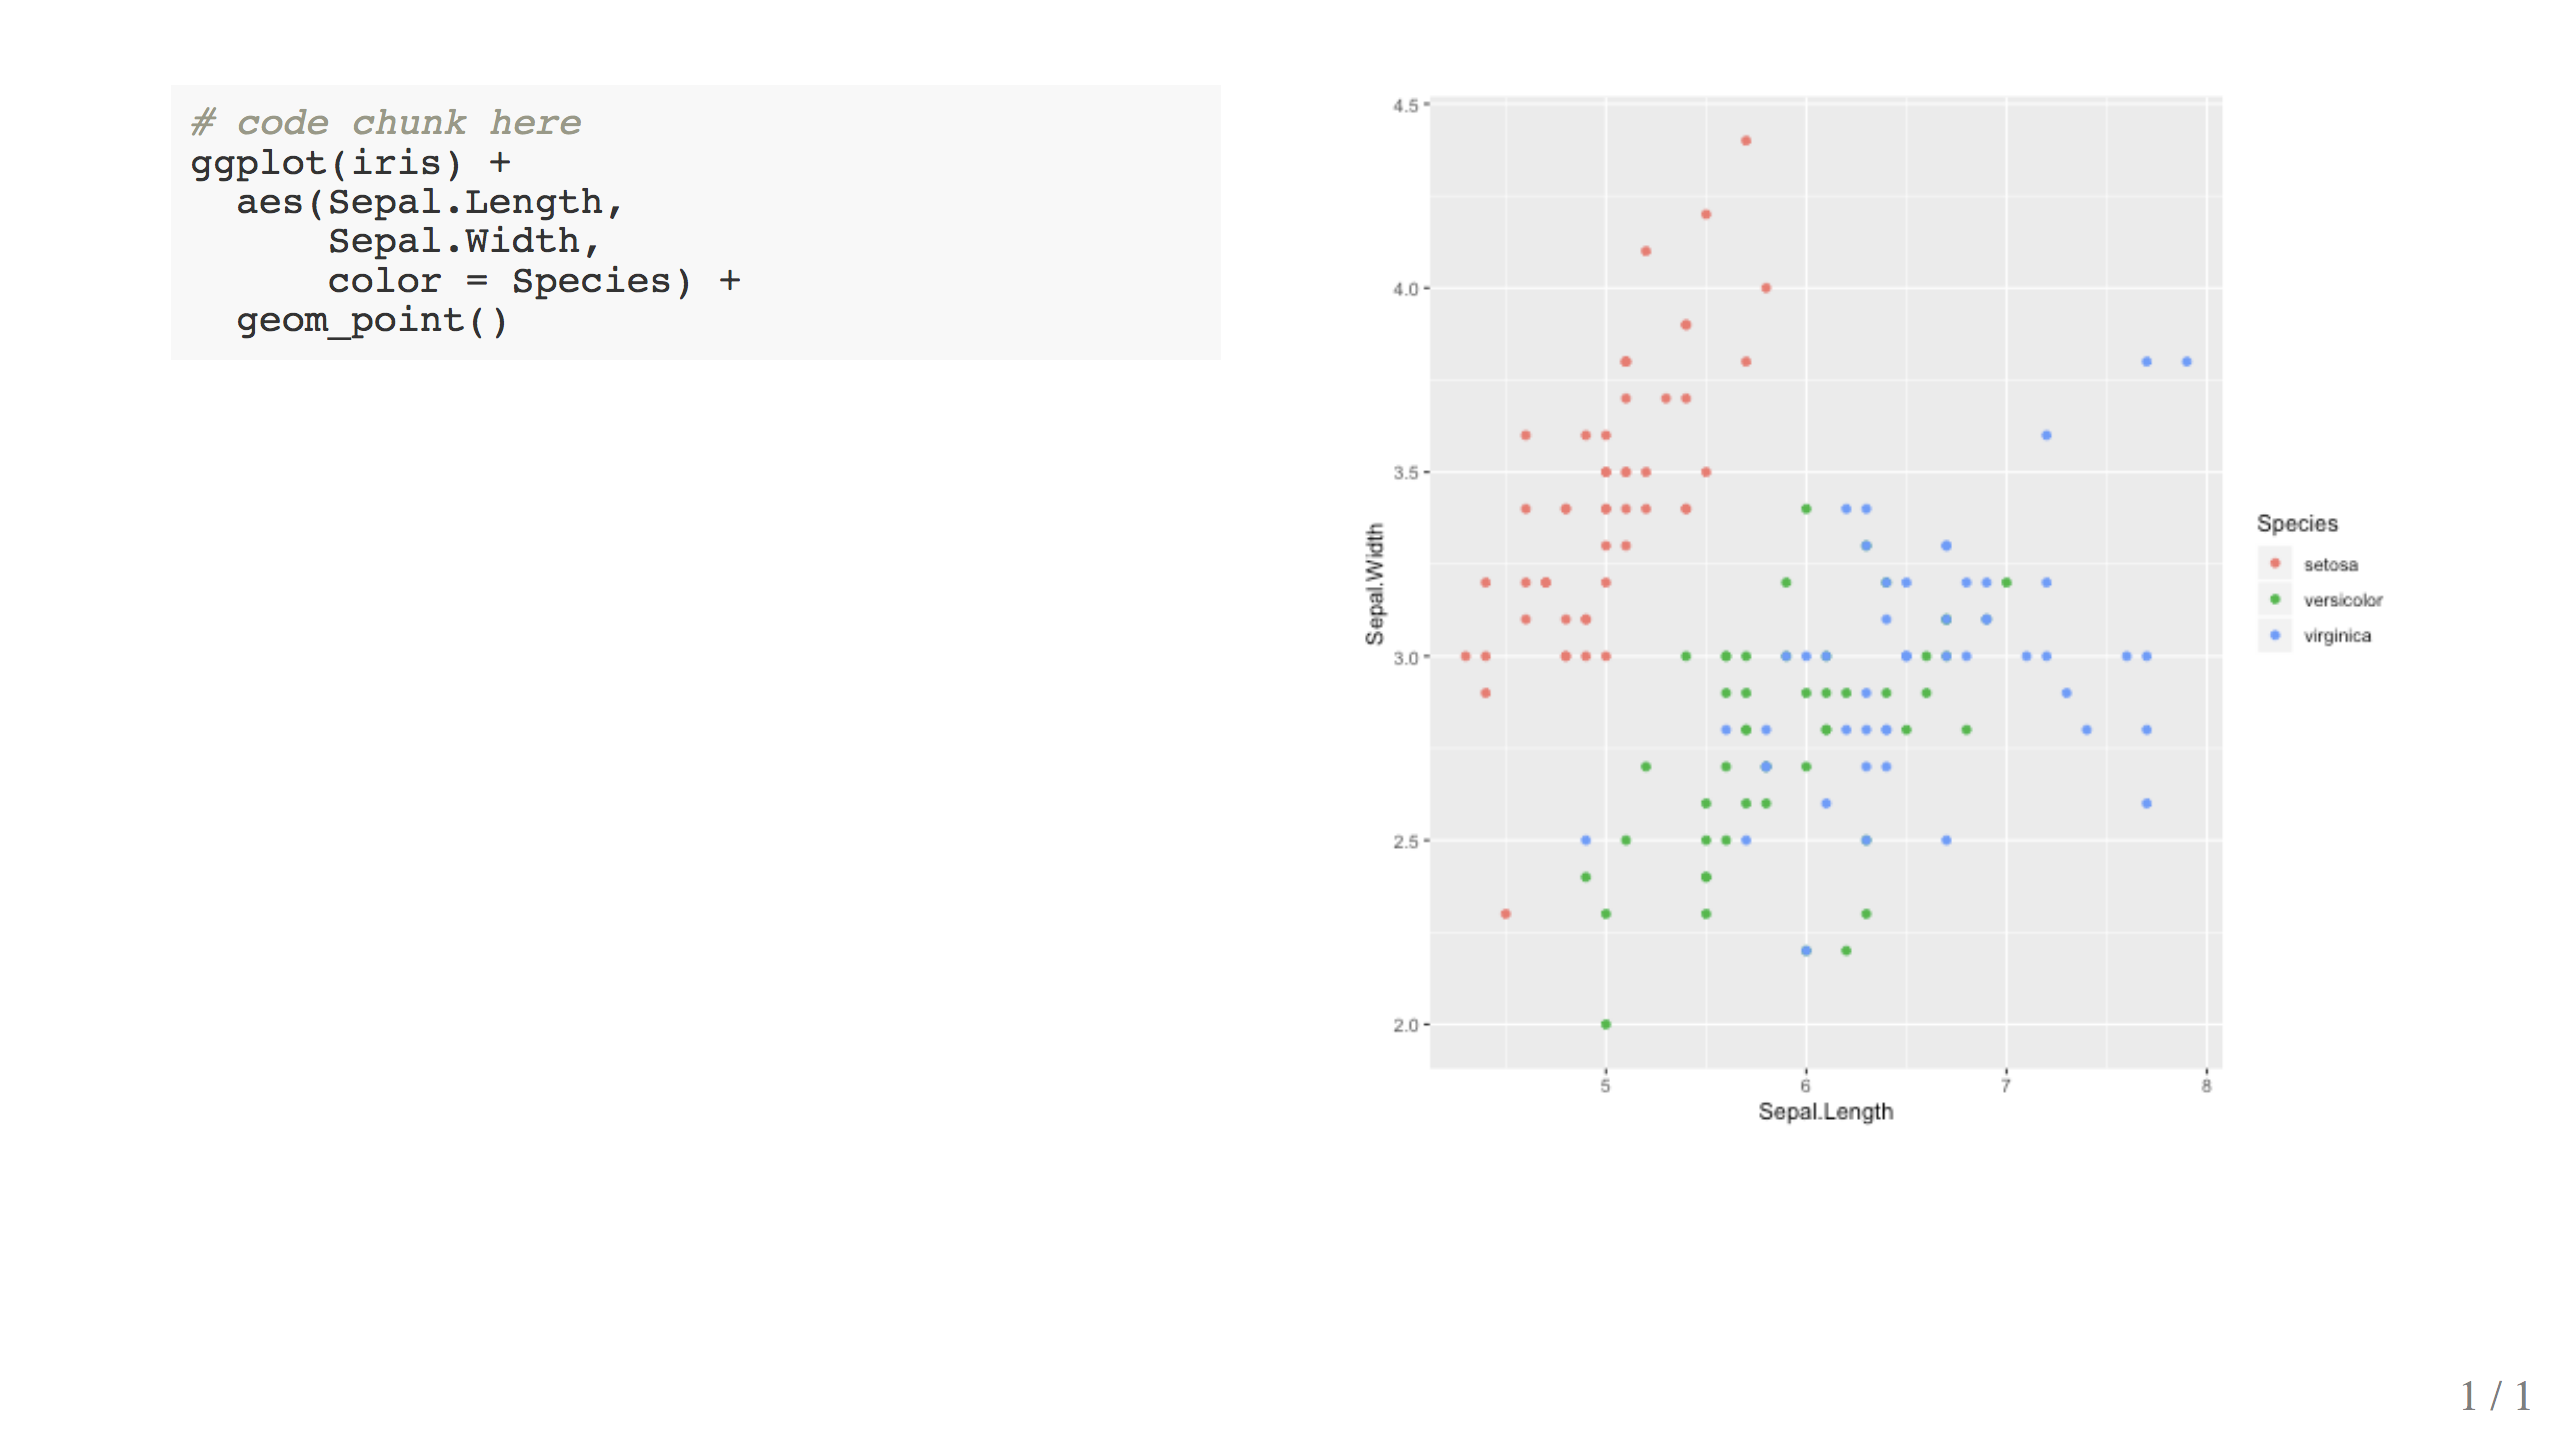 # code chunk here
ggplot(iris) +
  aes(Sepal.Length,
      Sepal.Width,
      color = Species) +
  geom_point()
4.5
4.0
3.5
3.0
2.5
2.0
Sepal.Width
5 6 7 8
Sepal.Length
Species
setosa
versicolor
virginica
1 / 1